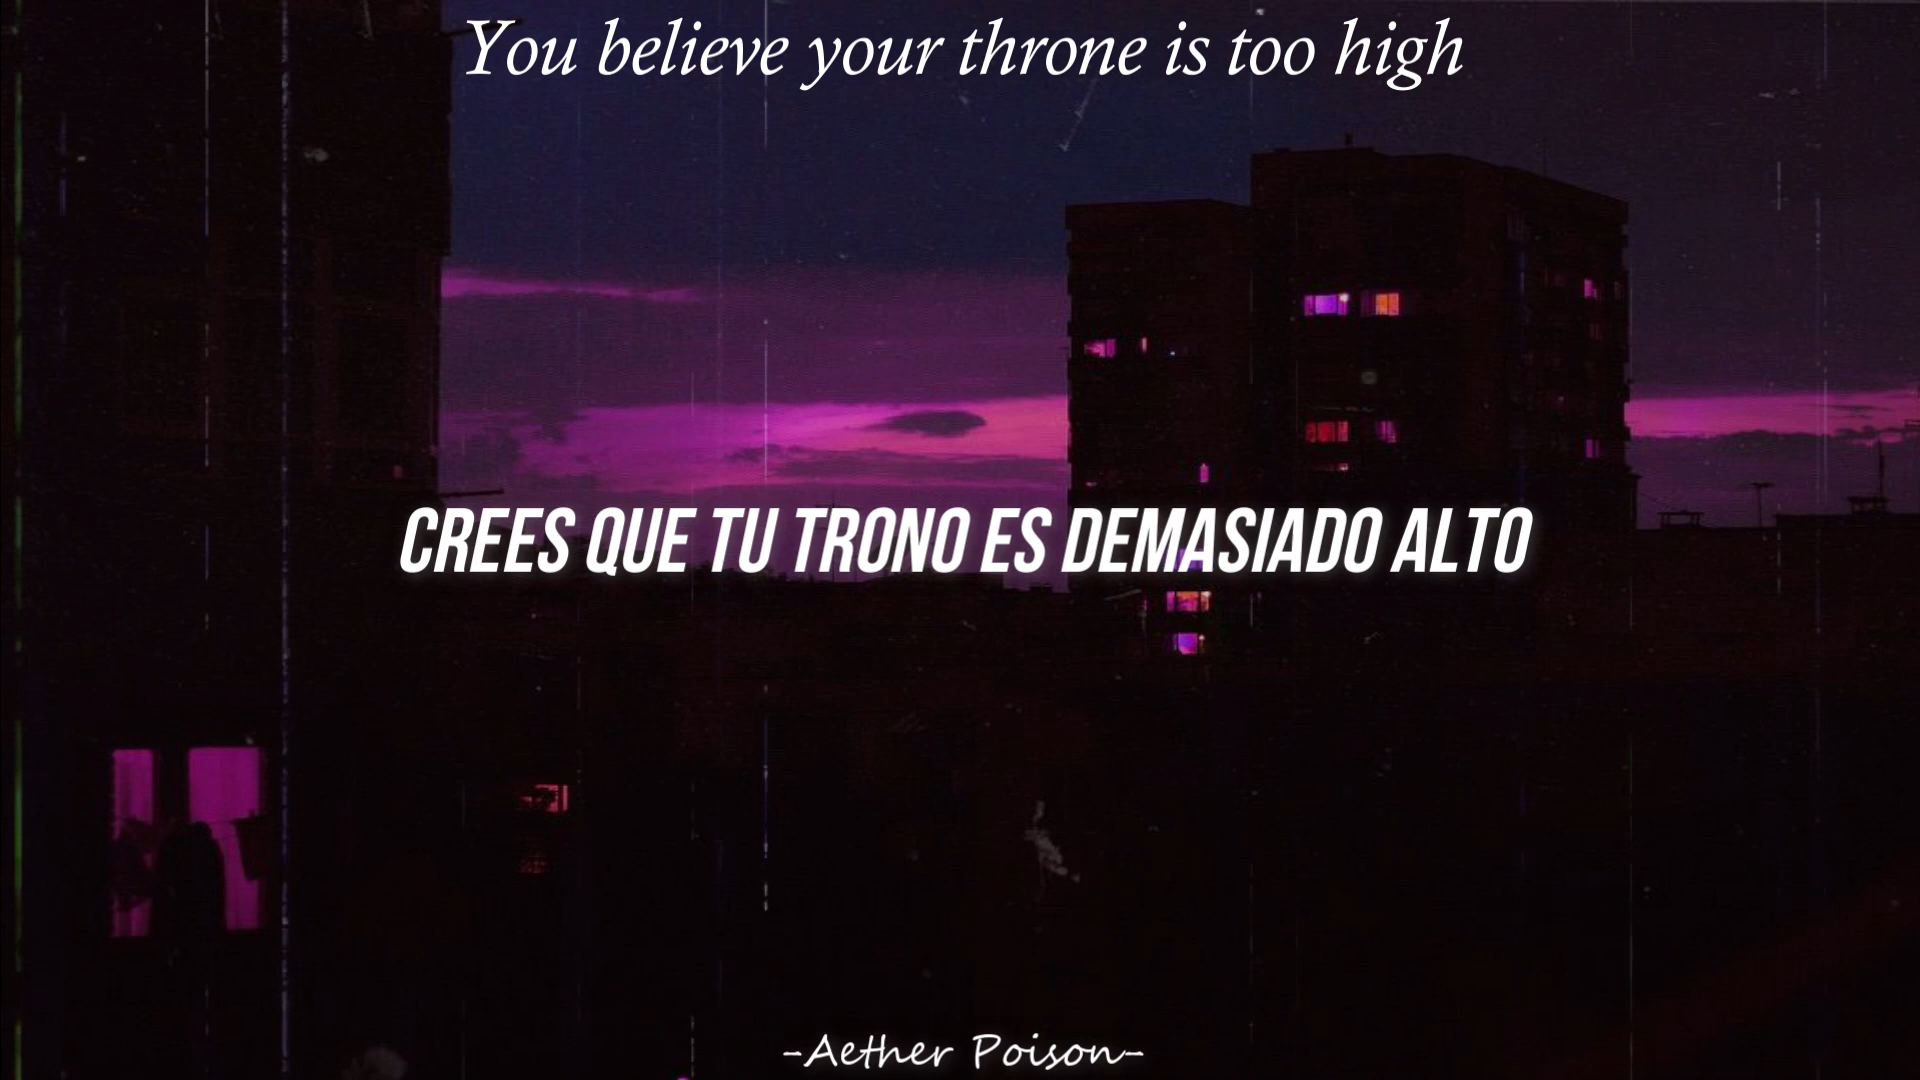 You believe your throne is too high
CREES QUE TU TRONO ES DEMASIADO ALTO
-Aether Poison-